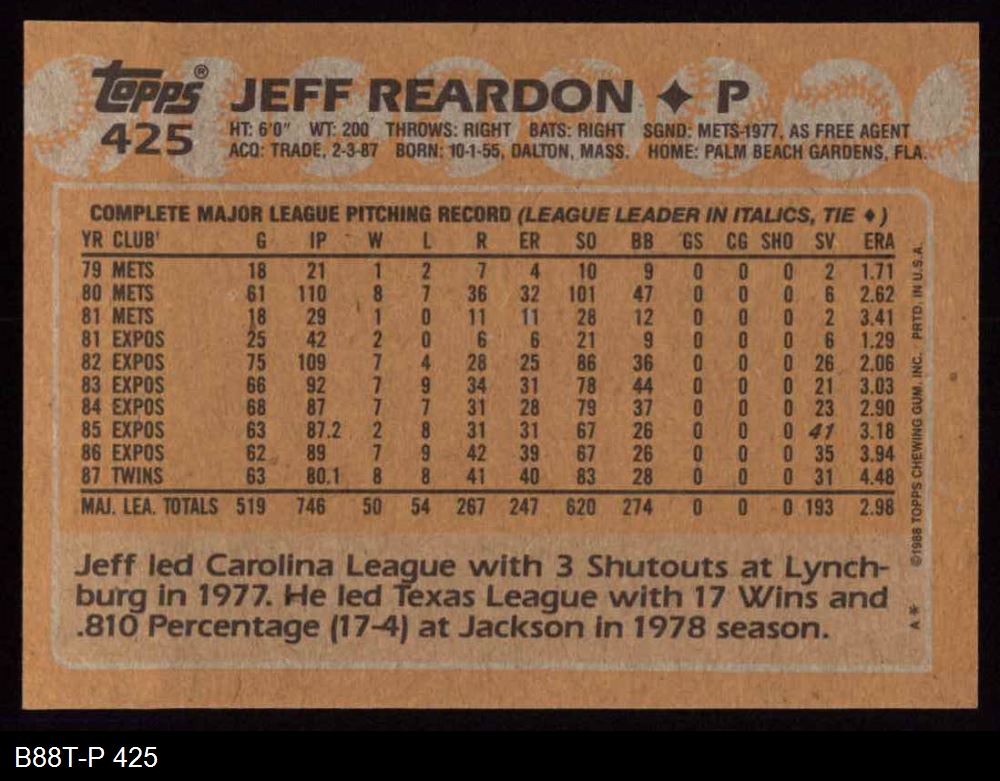 topps® JEFF REARDON ✦ P
425 HT: 6'0" WT: 200 THROWS: RIGHT BATS: RIGHT SGND: METS-1977, AS FREE AGENT
ACQ: TRADE, 2-3-87 BORN: 10-1-55, DALTON, MASS. HOME: PALM BEACH GARDENS, FLA.
COMPLETE MAJOR LEAGUE PITCHING RECORD (LEAGUE LEADER IN ITALICS, TIE ♦)
YR CLUB G IP W L R ER SO BB GS CG SHO SV ERA
79 METS 18 21 1 2 7 4 10 9 0 0 0 2 1.71
80 METS 61 110 8 7 36 32 101 47 0 0 0 6 2.62
81 METS 18 29 1 0 11 11 28 12 0 0 0 2 3.41
81 EXPOS 25 42 2 0 6 6 21 9 0 0 0 6 1.29
82 EXPOS 75 109 7 4 28 25 86 36 0 0 0 26 2.06
83 EXPOS 66 92 7 9 34 31 78 44 0 0 0 21 3.03
84 EXPOS 68 87 7 7 31 28 79 37 0 0 0 23 2.90
85 EXPOS 63 87.2 2 8 31 31 67 26 0 0 0 41 3.18
86 EXPOS 62 89 7 9 42 39 67 26 0 0 0 35 3.94
87 TWINS 63 80.1 8 8 41 40 83 28 0 0 0 31 4.48
MAJ. LEA. TOTALS 519 746 50 54 267 247 620 274 0 0 0 193 2.98
Jeff led Carolina League with 3 Shutouts at Lynch-
burg in 1977. He led Texas League with 17 Wins and
.810 Percentage (17-4) at Jackson in 1978 season.
A* ©1988 TOPPS CHEWING GUM, INC. PRTD. IN U.S.A.
B88T-P 425